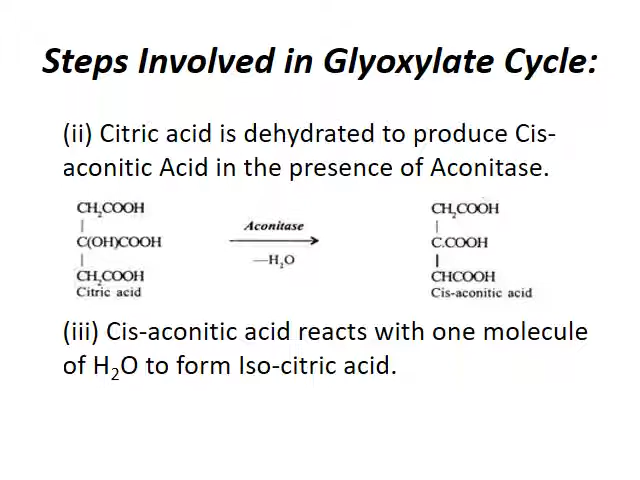 Steps Involved in Glyoxylate Cycle:
(ii) Citric acid is dehydrated to produce Cis-
aconitic Acid in the presence of Aconitase.
CH₂COOH
|
C(OH)COOH
|
CH₂COOH
Citric acid
Aconitase
—H₂O
CH₂COOH
|
C.COOH
|
CHCOOH
Cis-aconitic acid
(iii) Cis-aconitic acid reacts with one molecule
of H₂O to form Iso-citric acid.